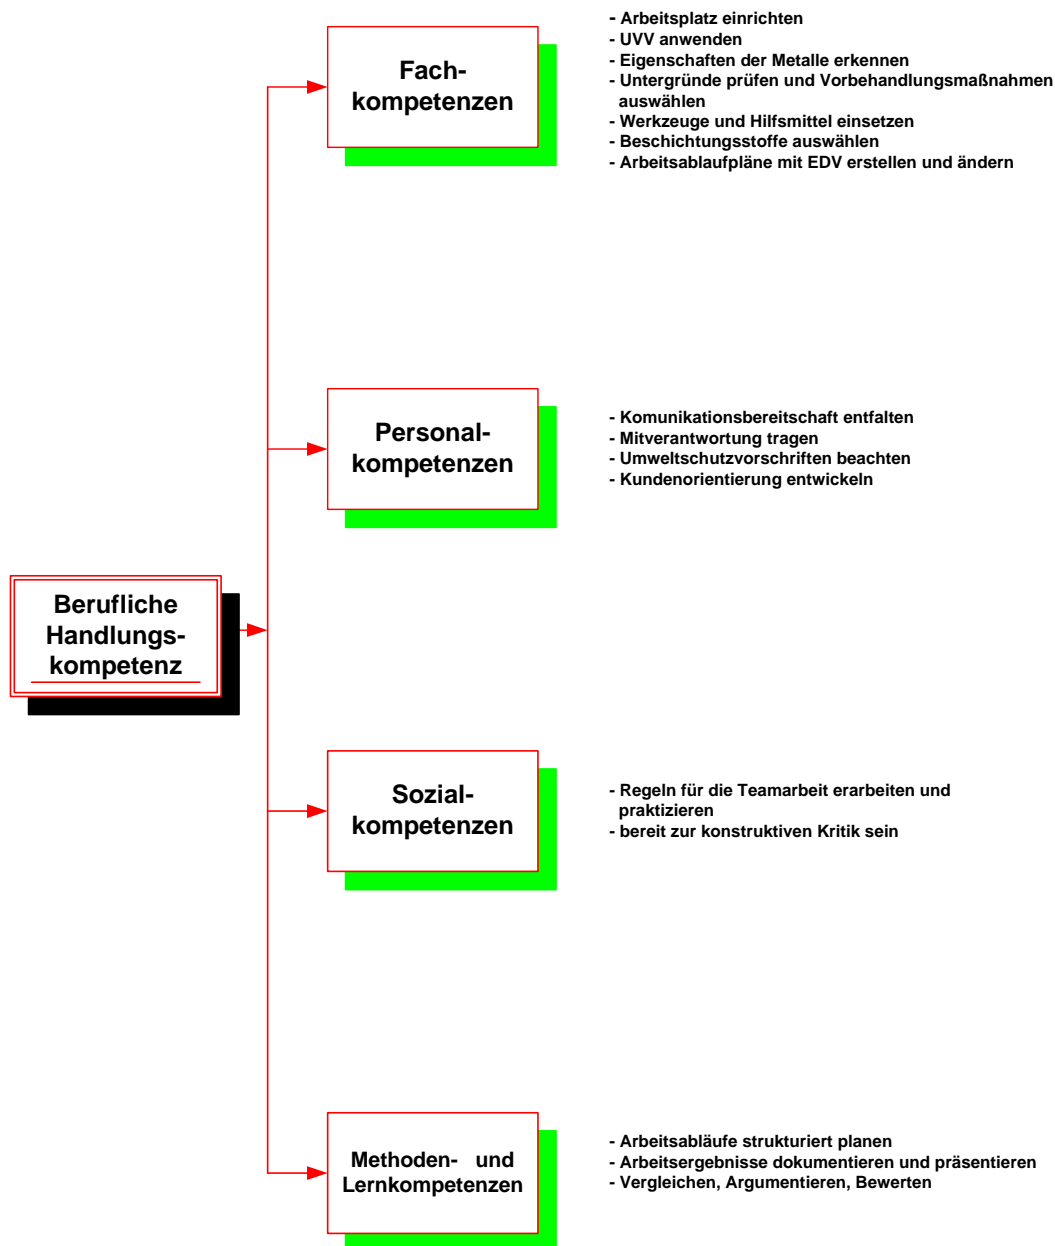 Fach-
kompetenzen
- Arbeitsplatz einrichten
- UVV anwenden
- Eigenschaften der Metalle erkennen
- Untergründe prüfen und Vorbehandlungsmaßnahmen
auswählen
- Werkzeuge und Hilfsmittel einsetzen
- Beschichtungsstoffe auswählen
- Arbeitsablaufpläne mit EDV erstellen und ändern
Personal-
kompetenzen
- Komunikationsbereitschaft entfalten
- Mitverantwortung tragen
- Umweltschutzvorschriften beachten
- Kundenorientierung entwickeln
Berufliche
Handlungs-
kompetenz
Sozial-
kompetenzen
- Regeln für die Teamarbeit erarbeiten und
praktizieren
- bereit zur konstruktiven Kritik sein
Methoden- und
Lernkompetenzen
- Arbeitsabläufe strukturiert planen
- Arbeitsergebnisse dokumentieren und präsentieren
- Vergleichen, Argumentieren, Bewerten